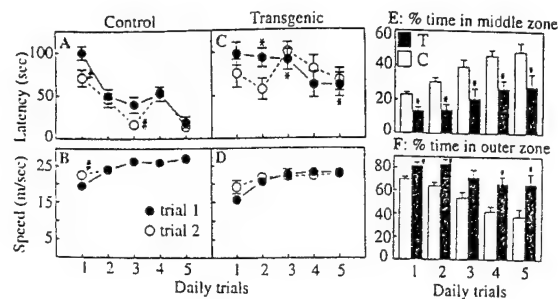 Control
Transgenic
E: % time in middle zone
A
C
Latency (sec)
100
50
0
*
#
#
*
*
*
60
40
20
0
T
C
#
#
#
#
#
B
D
F: % time in outer zone
Speed (m/sec)
25
15
#
trial 1
trial 2
80
60
40
20
0
#
#
#
#
#
1 2 3 4 5
1 2 3 4 5
1 2 3 4 5
Daily trials
Daily trials
Daily trials